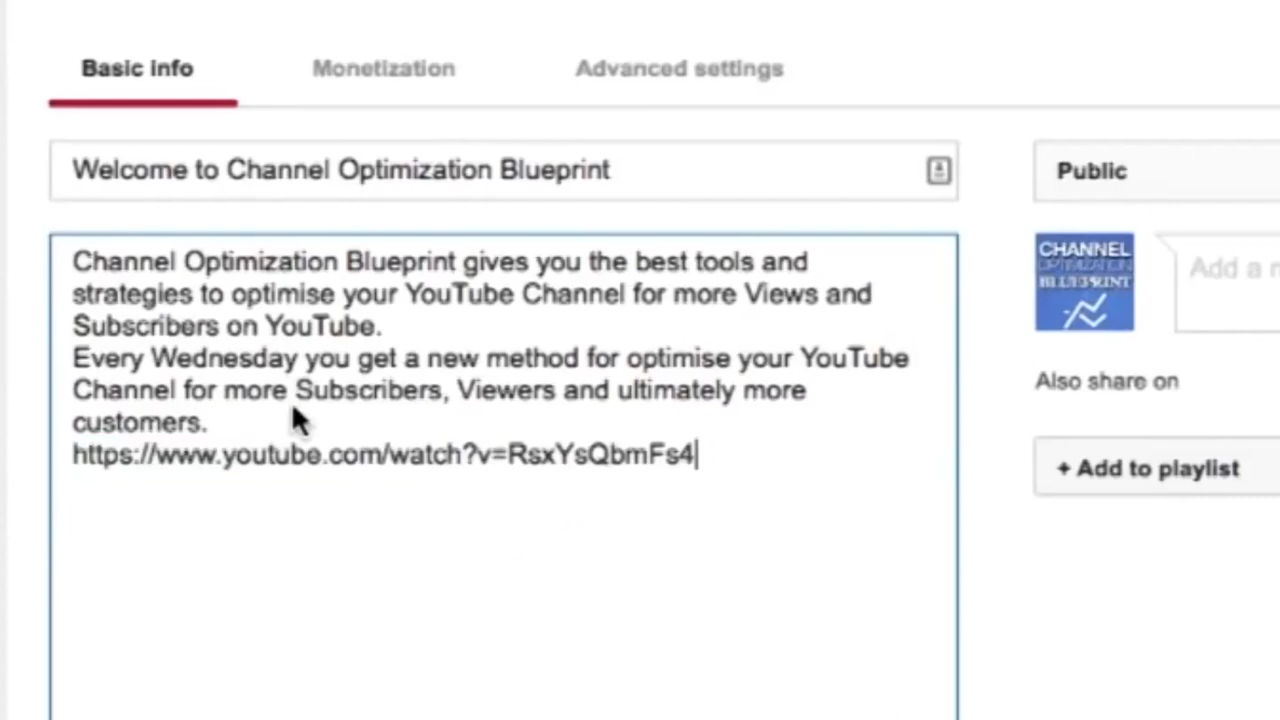 Basic info
Monetization
Advanced settings
Welcome to Channel Optimization Blueprint
Public
Channel Optimization Blueprint gives you the best tools and
strategies to optimise your YouTube Channel for more Views and
Subscribers on YouTube.
Every Wednesday you get a new method for optimise your YouTube
Channel for more Subscribers, Viewers and ultimately more
customers.
https://www.youtube.com/watch?v=RsxYsQbmFs4
CHANNEL
OPTIMIZATION
BLUEPRINT
Add a
Also share on
+ Add to playlist